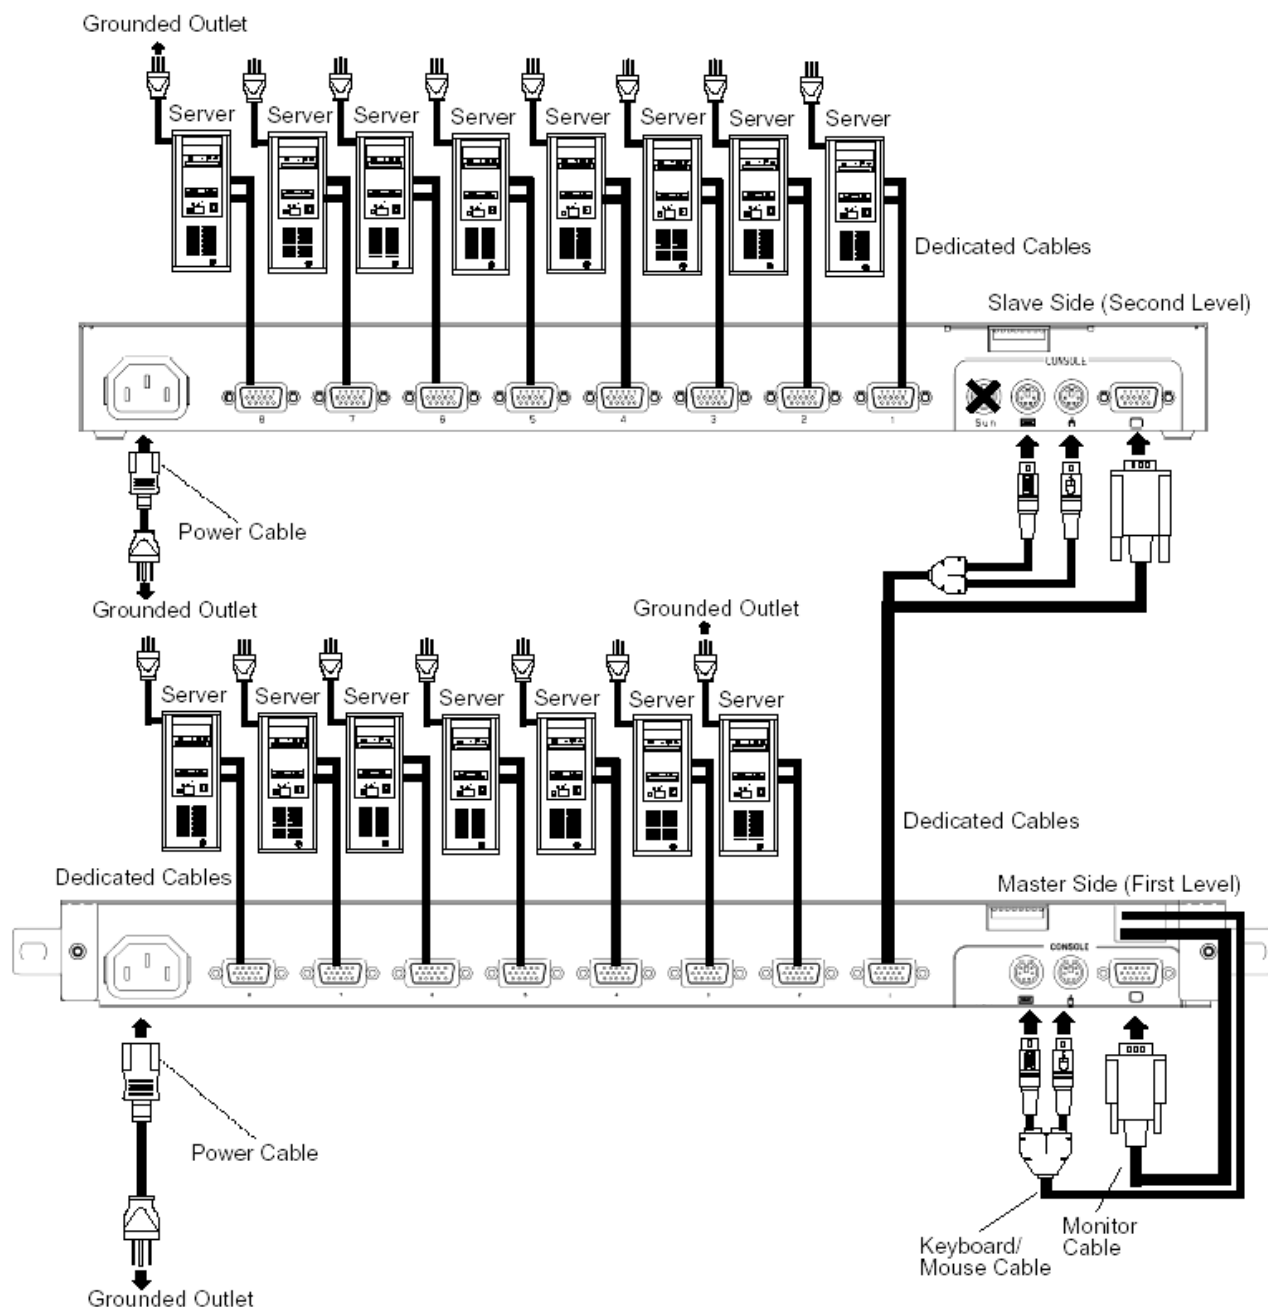 Grounded Outlet
Server
Server
Server
Server
Server
Server
Server
Server
Dedicated Cables
Slave Side (Second Level)
CONSOLE
8
7
6
5
4
3
2
1
Sun
Power Cable
Grounded Outlet
Grounded Outlet
Server
Server
Server
Server
Server
Server
Server
Dedicated Cables
Dedicated Cables
Master Side (First Level)
CONSOLE
Power Cable
Monitor
Cable
Keyboard/
Mouse Cable
Grounded Outlet